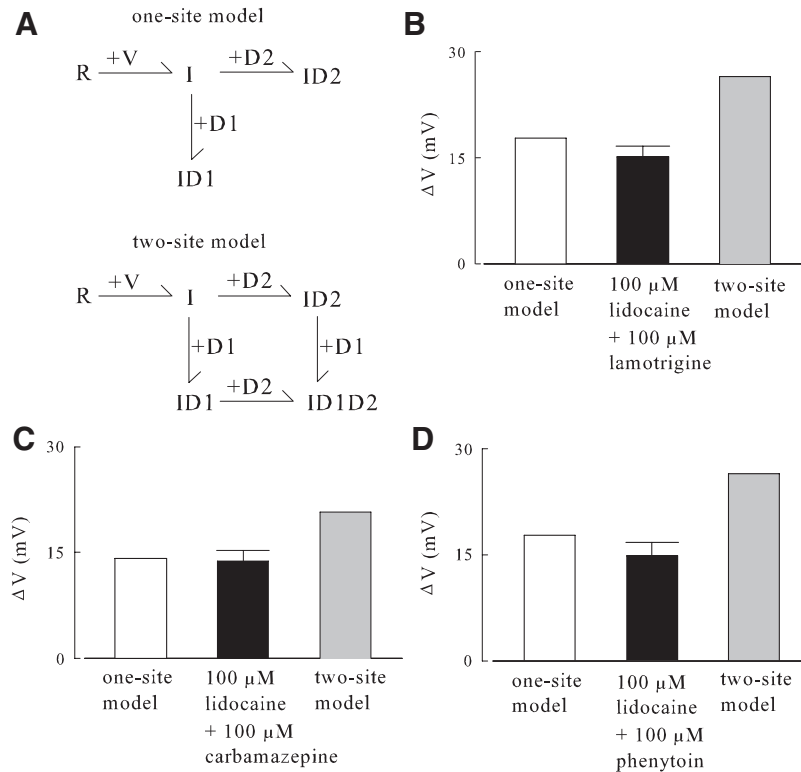 A
one-site model
R +V I +D2 ID2
+D1
ID1
two-site model
R +V I +D2 ID2
+D1 +D1
ID1 +D2 ID1D2
B
30
15
0
Δ V (mV)
one-site
model
100 µM
lidocaine
+ 100 µM
lamotrigine
two-site
model
C
30
15
0
Δ V (mV)
one-site
model
100 µM
lidocaine
+ 100 µM
carbamazepine
two-site
model
D
30
15
0
Δ V (mV)
one-site
model
100 µM
lidocaine
+ 100 µM
phenytoin
two-site
model